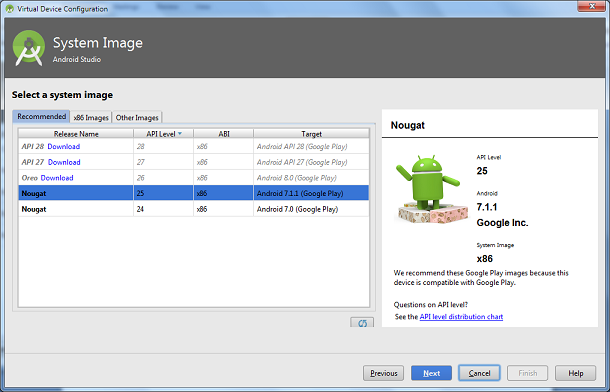 Virtual Device Configuration
System Image
Android Studio
Select a system image
Recommended x86 Images Other Images
Release Name API Level ABI Target
API 28 Download 28 x86 Android API 28 (Google Play)
API 27 Download 27 x86 Android API 27 (Google Play)
Oreo Download 26 x86 Android 8.0 (Google Play)
Nougat 25 x86 Android 7.1.1 (Google Play)
Nougat 24 x86 Android 7.0 (Google Play)
Nougat
API Level
25
Android
7.1.1
Google Inc.
System Image
x86
We recommend these Google Play images because this
device is compatible with Google Play.
Questions on API level?
See the API level distribution chart
Previous Next Cancel Finish Help